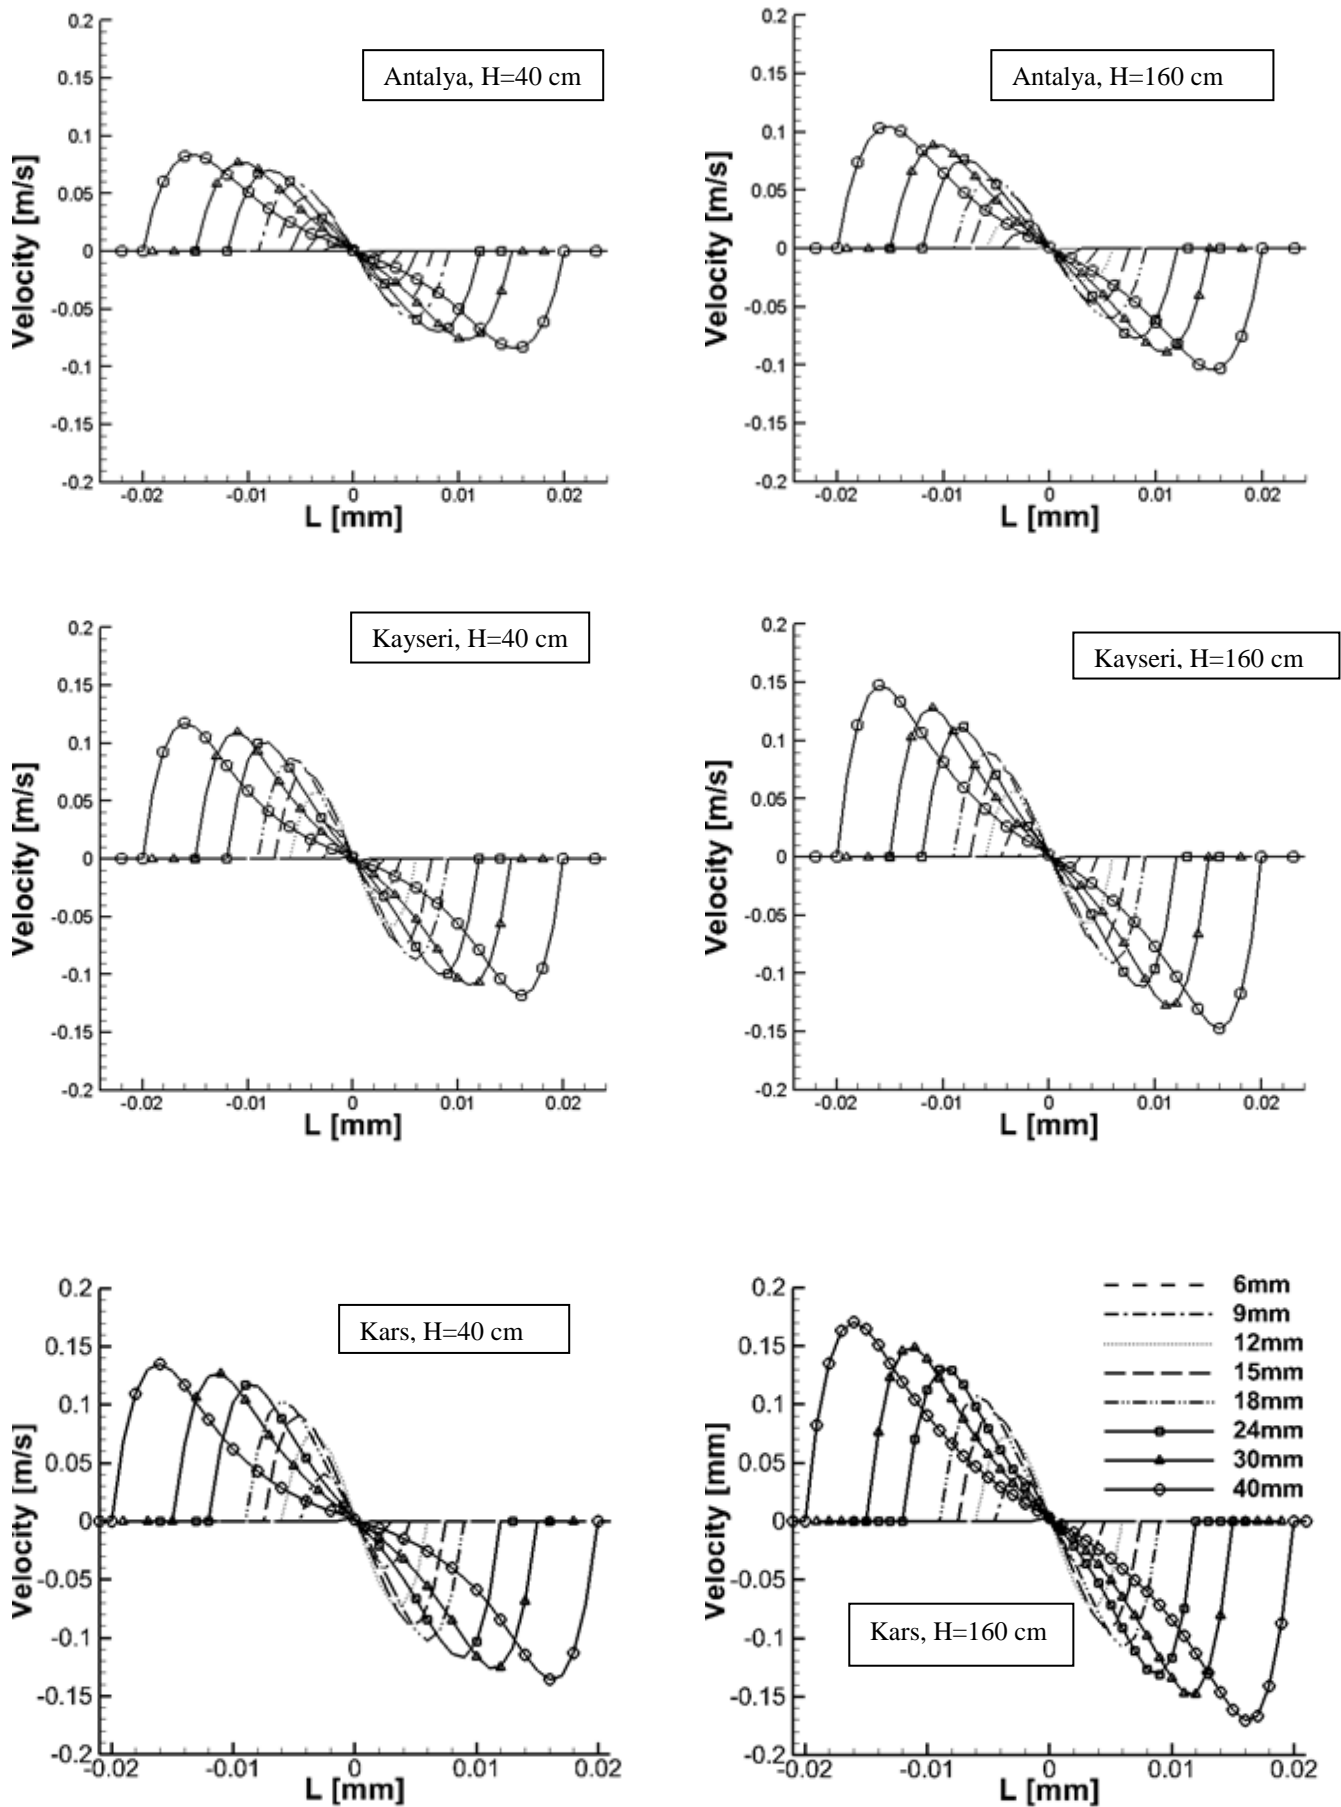 Antalya, H=40 cm
0.2
0.15
0.1
0.05
0
-0.05
-0.1
-0.15
-0.2
Velocity [m/s]
-0.02 -0.01 0 0.01 0.02
L [mm]
Antalya, H=160 cm
0.2
0.15
0.1
0.05
0
-0.05
-0.1
-0.15
-0.2
Velocity [m/s]
-0.02 -0.01 0 0.01 0.02
L [mm]
Kayseri, H=40 cm
0.2
0.15
0.1
0.05
0
-0.05
-0.1
-0.15
-0.2
Velocity [m/s]
-0.02 -0.01 0 0.01 0.02
L [mm]
Kayseri, H=160 cm
0.2
0.15
0.1
0.05
0
-0.05
-0.1
-0.15
-0.2
Velocity [m/s]
-0.02 -0.01 0 0.01 0.02
L [mm]
Kars, H=40 cm
0.2
0.15
0.1
0.05
0
-0.05
-0.1
-0.15
-0.2
Velocity [m/s]
-0.02 -0.01 0 0.01 0.02
L [mm]
6mm
9mm
12mm
15mm
18mm
24mm
30mm
40mm
Kars, H=160 cm
0.2
0.15
0.1
0.05
0
-0.05
-0.1
-0.15
-0.2
Velocity [mm]
-0.02 -0.01 0 0.01 0.02
L [mm]